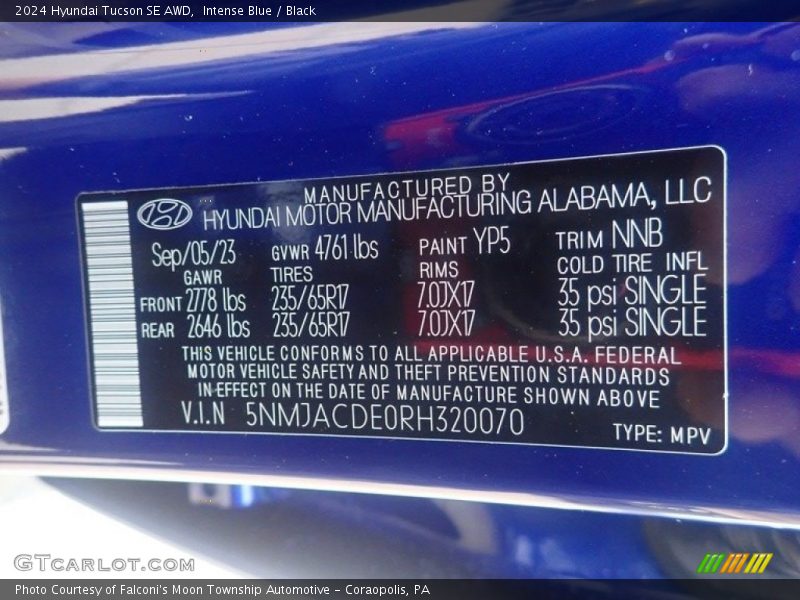 2024 Hyundai Tucson SE AWD,  Intense Blue / Black
MANUFACTURED BY
HYUNDAI MOTOR MANUFACTURING ALABAMA, LLC
Sep/05/23 GVWR 4761 lbs PAINT YP5 TRIM NNB
GAWR TIRES RIMS COLD TIRE INFL
FRONT 2778 lbs 235/65R17 7.0JX17 35 psi SINGLE
REAR 2646 lbs 235/65R17 7.0JX17 35 psi SINGLE
THIS VEHICLE CONFORMS TO ALL APPLICABLE U.S.A. FEDERAL
MOTOR VEHICLE SAFETY AND THEFT PREVENTION STANDARDS
IN EFFECT ON THE DATE OF MANUFACTURE SHOWN ABOVE
V.I.N 5NMJACDE0RH320070
TYPE: MPV
GTCARLOT.COM
Photo Courtesy of Falconi's Moon Township Automotive – Coraopolis, PA